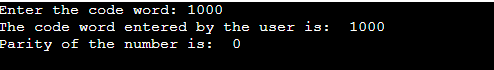 Enter the code word: 1000
The code word entered by the user is:  1000
Parity of the number is:  0